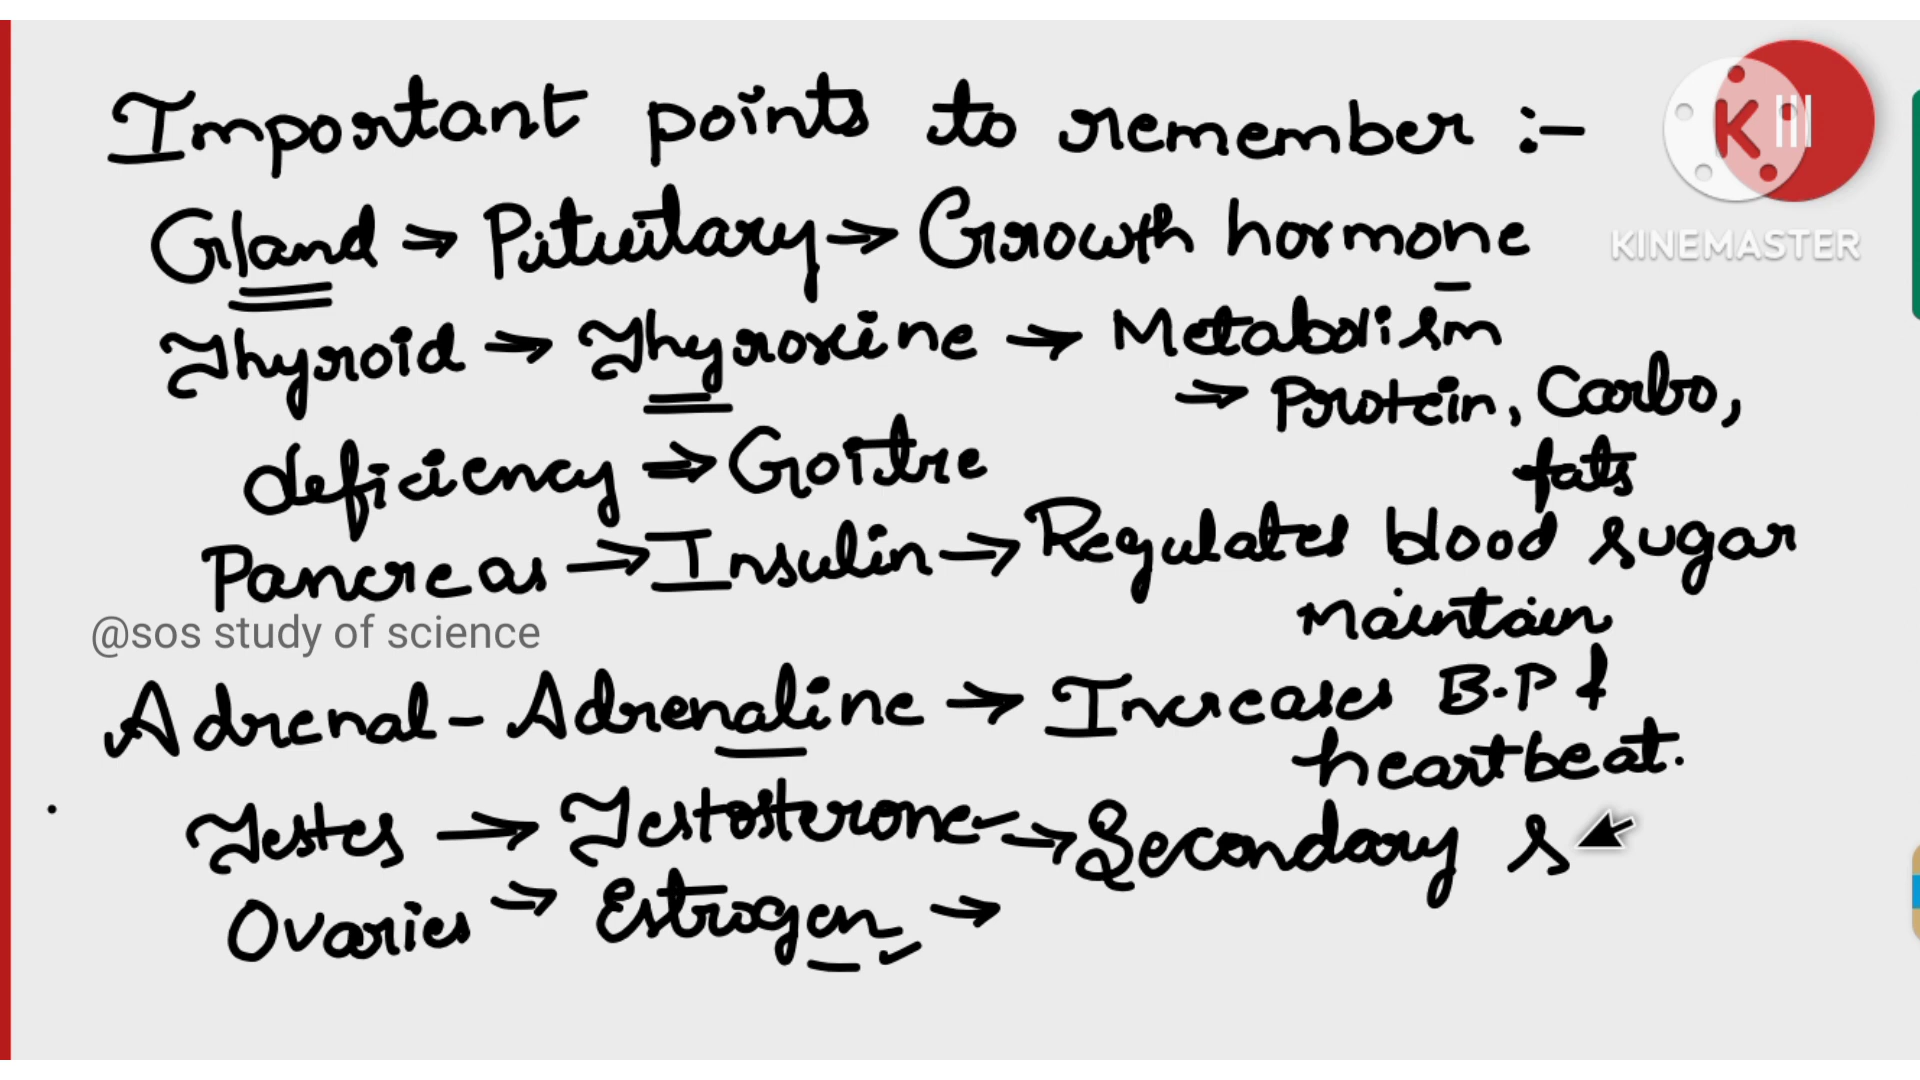 Important points to remember :-
KINEMASTER
Gland → Pituitary → Growth hormone
Thyroid → Thyroxine → Metabolism
→ Protein, Carbo,
fats
deficiency → Goitre
Pancreas → Insulin → Regulates blood sugar
Maintain
@sos study of science
Adrenal - Adrenaline → Increases B.P &
heartbeat.
Testes → Testosterone → Secondary s
Ovaries → Estrogen →